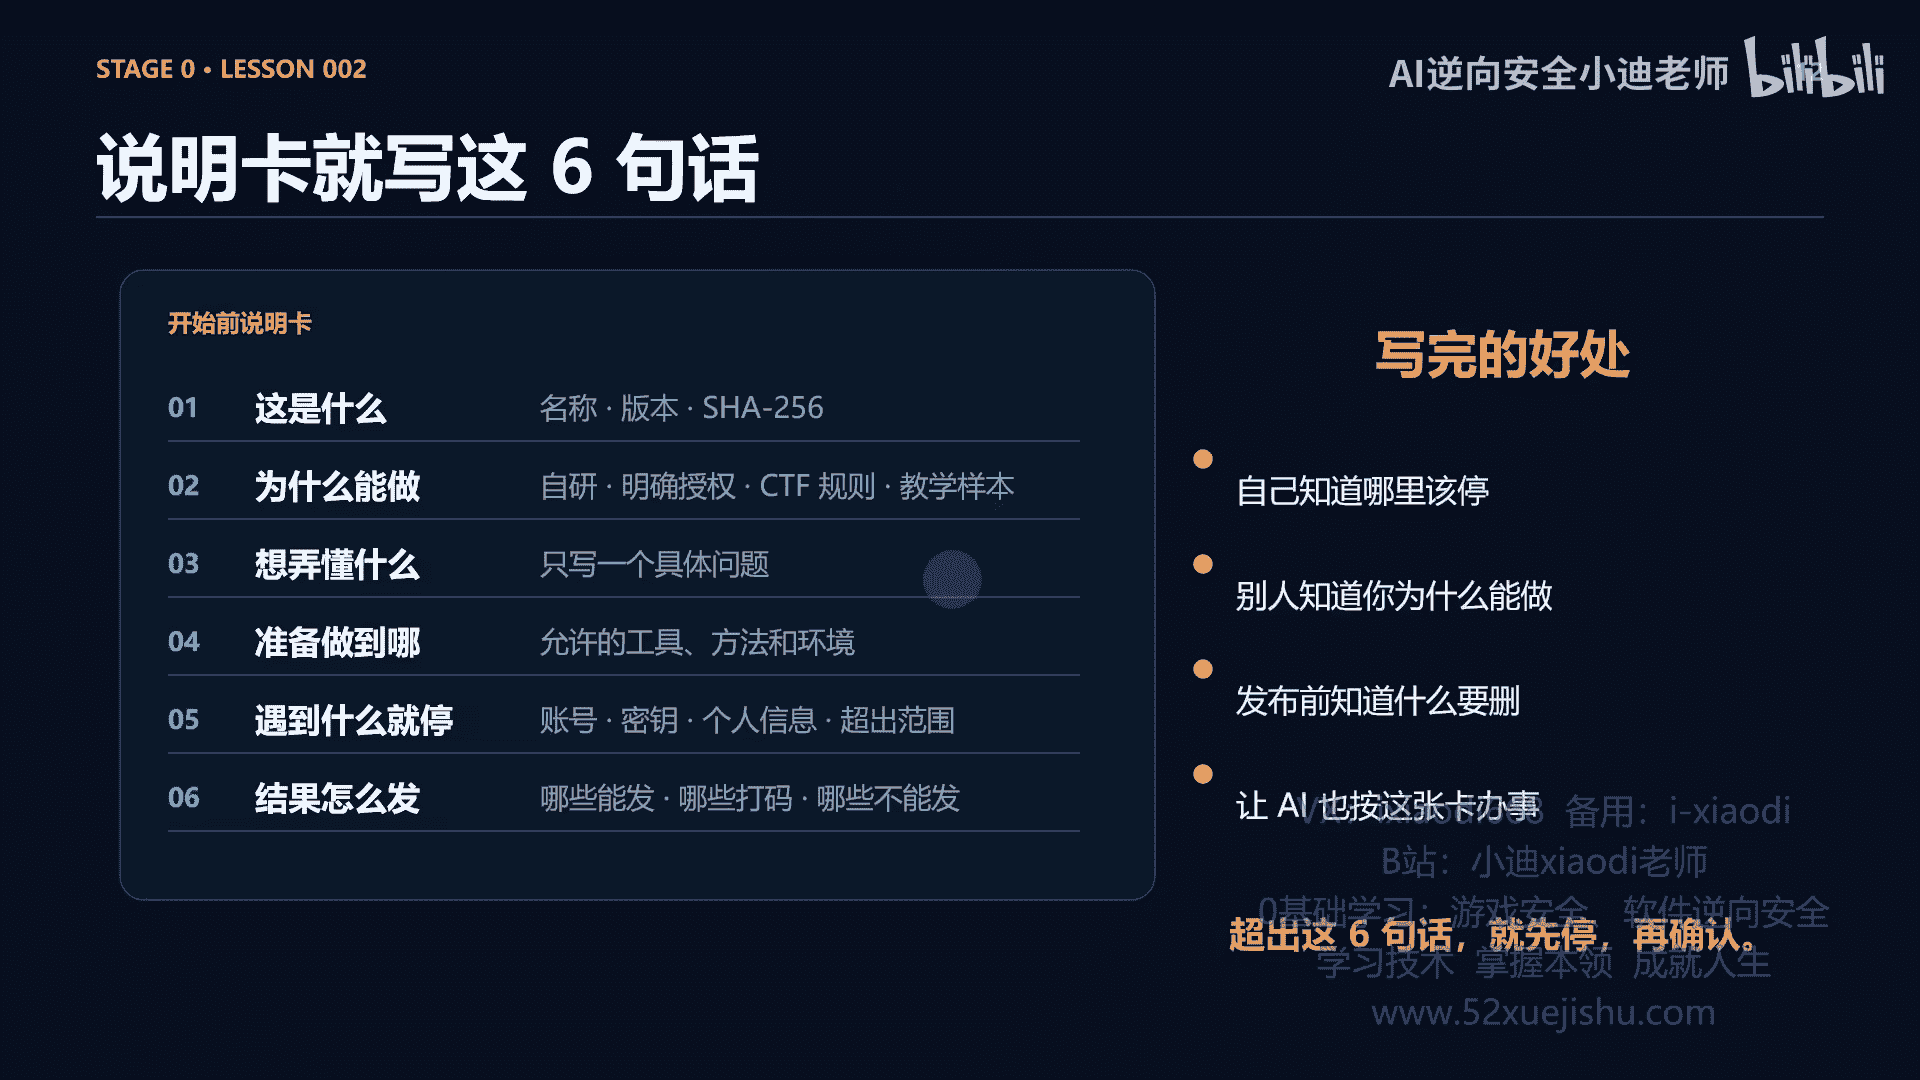 STAGE 0 • LESSON 002
AI逆向安全小迪老师 bilibili
说明卡就写这 6 句话
开始前说明卡
01 这是什么 名称 · 版本 · SHA-256
02 为什么能做 自研 · 明确授权 · CTF 规则 · 教学样本
03 想弄懂什么 只写一个具体问题
04 准备做到哪 允许的工具、方法和环境
05 遇到什么就停 账号 · 密钥 · 个人信息 · 超出范围
06 结果怎么发 哪些能发 · 哪些打码 · 哪些不能发
写完的好处
自己知道哪里该停
别人知道你为什么能做
发布前知道什么要删
让 AI 也按这张卡办事
备用：i-xiaodi
B站：小迪xiaodi老师
0基础学习：游戏安全、软件逆向安全
超出这 6 句话，就先停，再确认。
学习技术 掌握本领 成就人生
www.52xuejishu.com